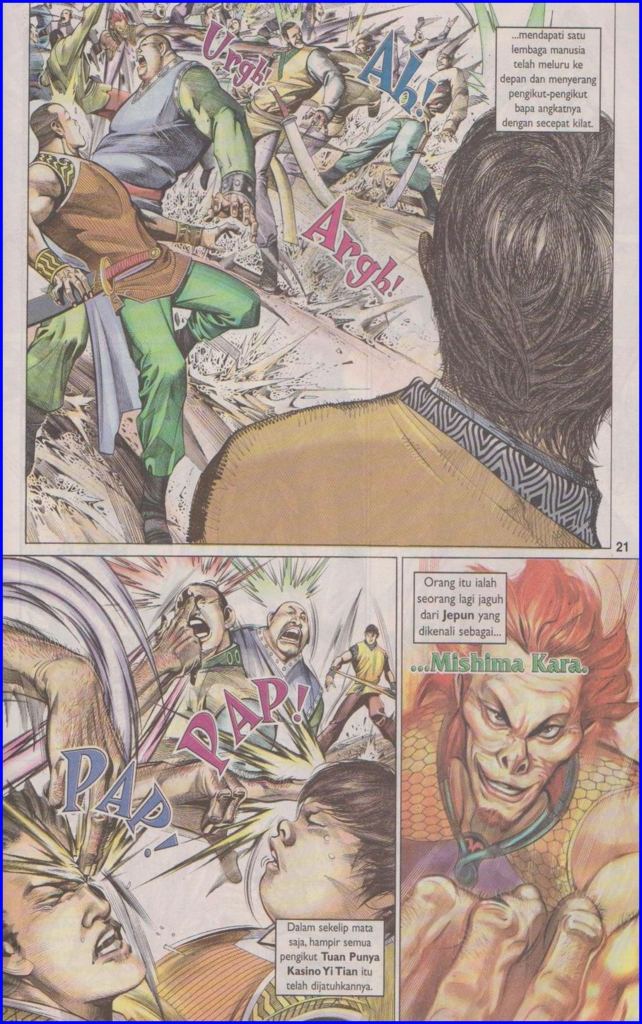 ...mendapati satu
lembaga manusia
telah meluru ke
depan dan menyerang
pengikut-pengikut
bapa angkatnya
dengan secepat kilat.
Urgh!
Ah!
Argh!
21
PAP!
PAP!
Dalam sekelip mata
saja, hampir semua
pengikut Tuan Punya
Kasino Yi Tian itu
telah dijatuhkannya.
Orang itu ialah
seorang lagi jaguh
dari Jepun yang
dikenali sebagai...
...Mishima Kara.